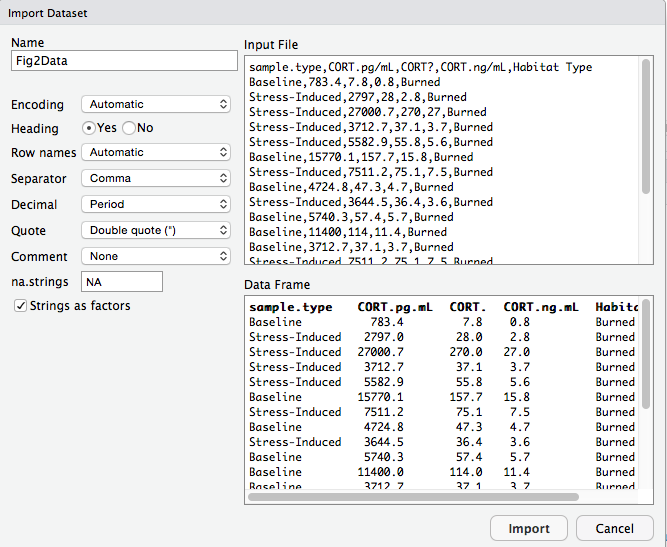 Import Dataset
Name
Fig2Data
Encoding Automatic
Heading Yes No
Row names Automatic
Separator Comma
Decimal Period
Quote Double quote (")
Comment None
na.strings NA
Strings as factors
Input File
sample.type,CORT.pg/mL,CORT?,CORT.ng/mL,Habitat Type
Baseline,783.4,7.8,0.8,Burned
Stress-Induced,2797,28,2.8,Burned
Stress-Induced,27000.7,270,27,Burned
Stress-Induced,3712.7,37.1,3.7,Burned
Stress-Induced,5582.9,55.8,5.6,Burned
Baseline,15770.1,157.7,15.8,Burned
Stress-Induced,7511.2,75.1,7.5,Burned
Baseline,4724.8,47.3,4.7,Burned
Stress-Induced,3644.5,36.4,3.6,Burned
Baseline,5740.3,57.4,5.7,Burned
Baseline,11400,114,11.4,Burned
Baseline,3712.7,37.1,3.7,Burned
Stress-Induced,7511.2,75.1,7.5,Burned
Data Frame
sample.type CORT.pg.mL CORT. CORT.ng.mL Habita
Baseline 783.4 7.8 0.8 Burned
Stress-Induced 2797.0 28.0 2.8 Burned
Stress-Induced 27000.7 270.0 27.0 Burned
Stress-Induced 3712.7 37.1 3.7 Burned
Stress-Induced 5582.9 55.8 5.6 Burned
Baseline 15770.1 157.7 15.8 Burned
Stress-Induced 7511.2 75.1 7.5 Burned
Baseline 4724.8 47.3 4.7 Burned
Stress-Induced 3644.5 36.4 3.6 Burned
Baseline 5740.3 57.4 5.7 Burned
Baseline 11400.0 114.0 11.4 Burned
Baseline 3712.7 37.1 3.7 Burned
Import Cancel